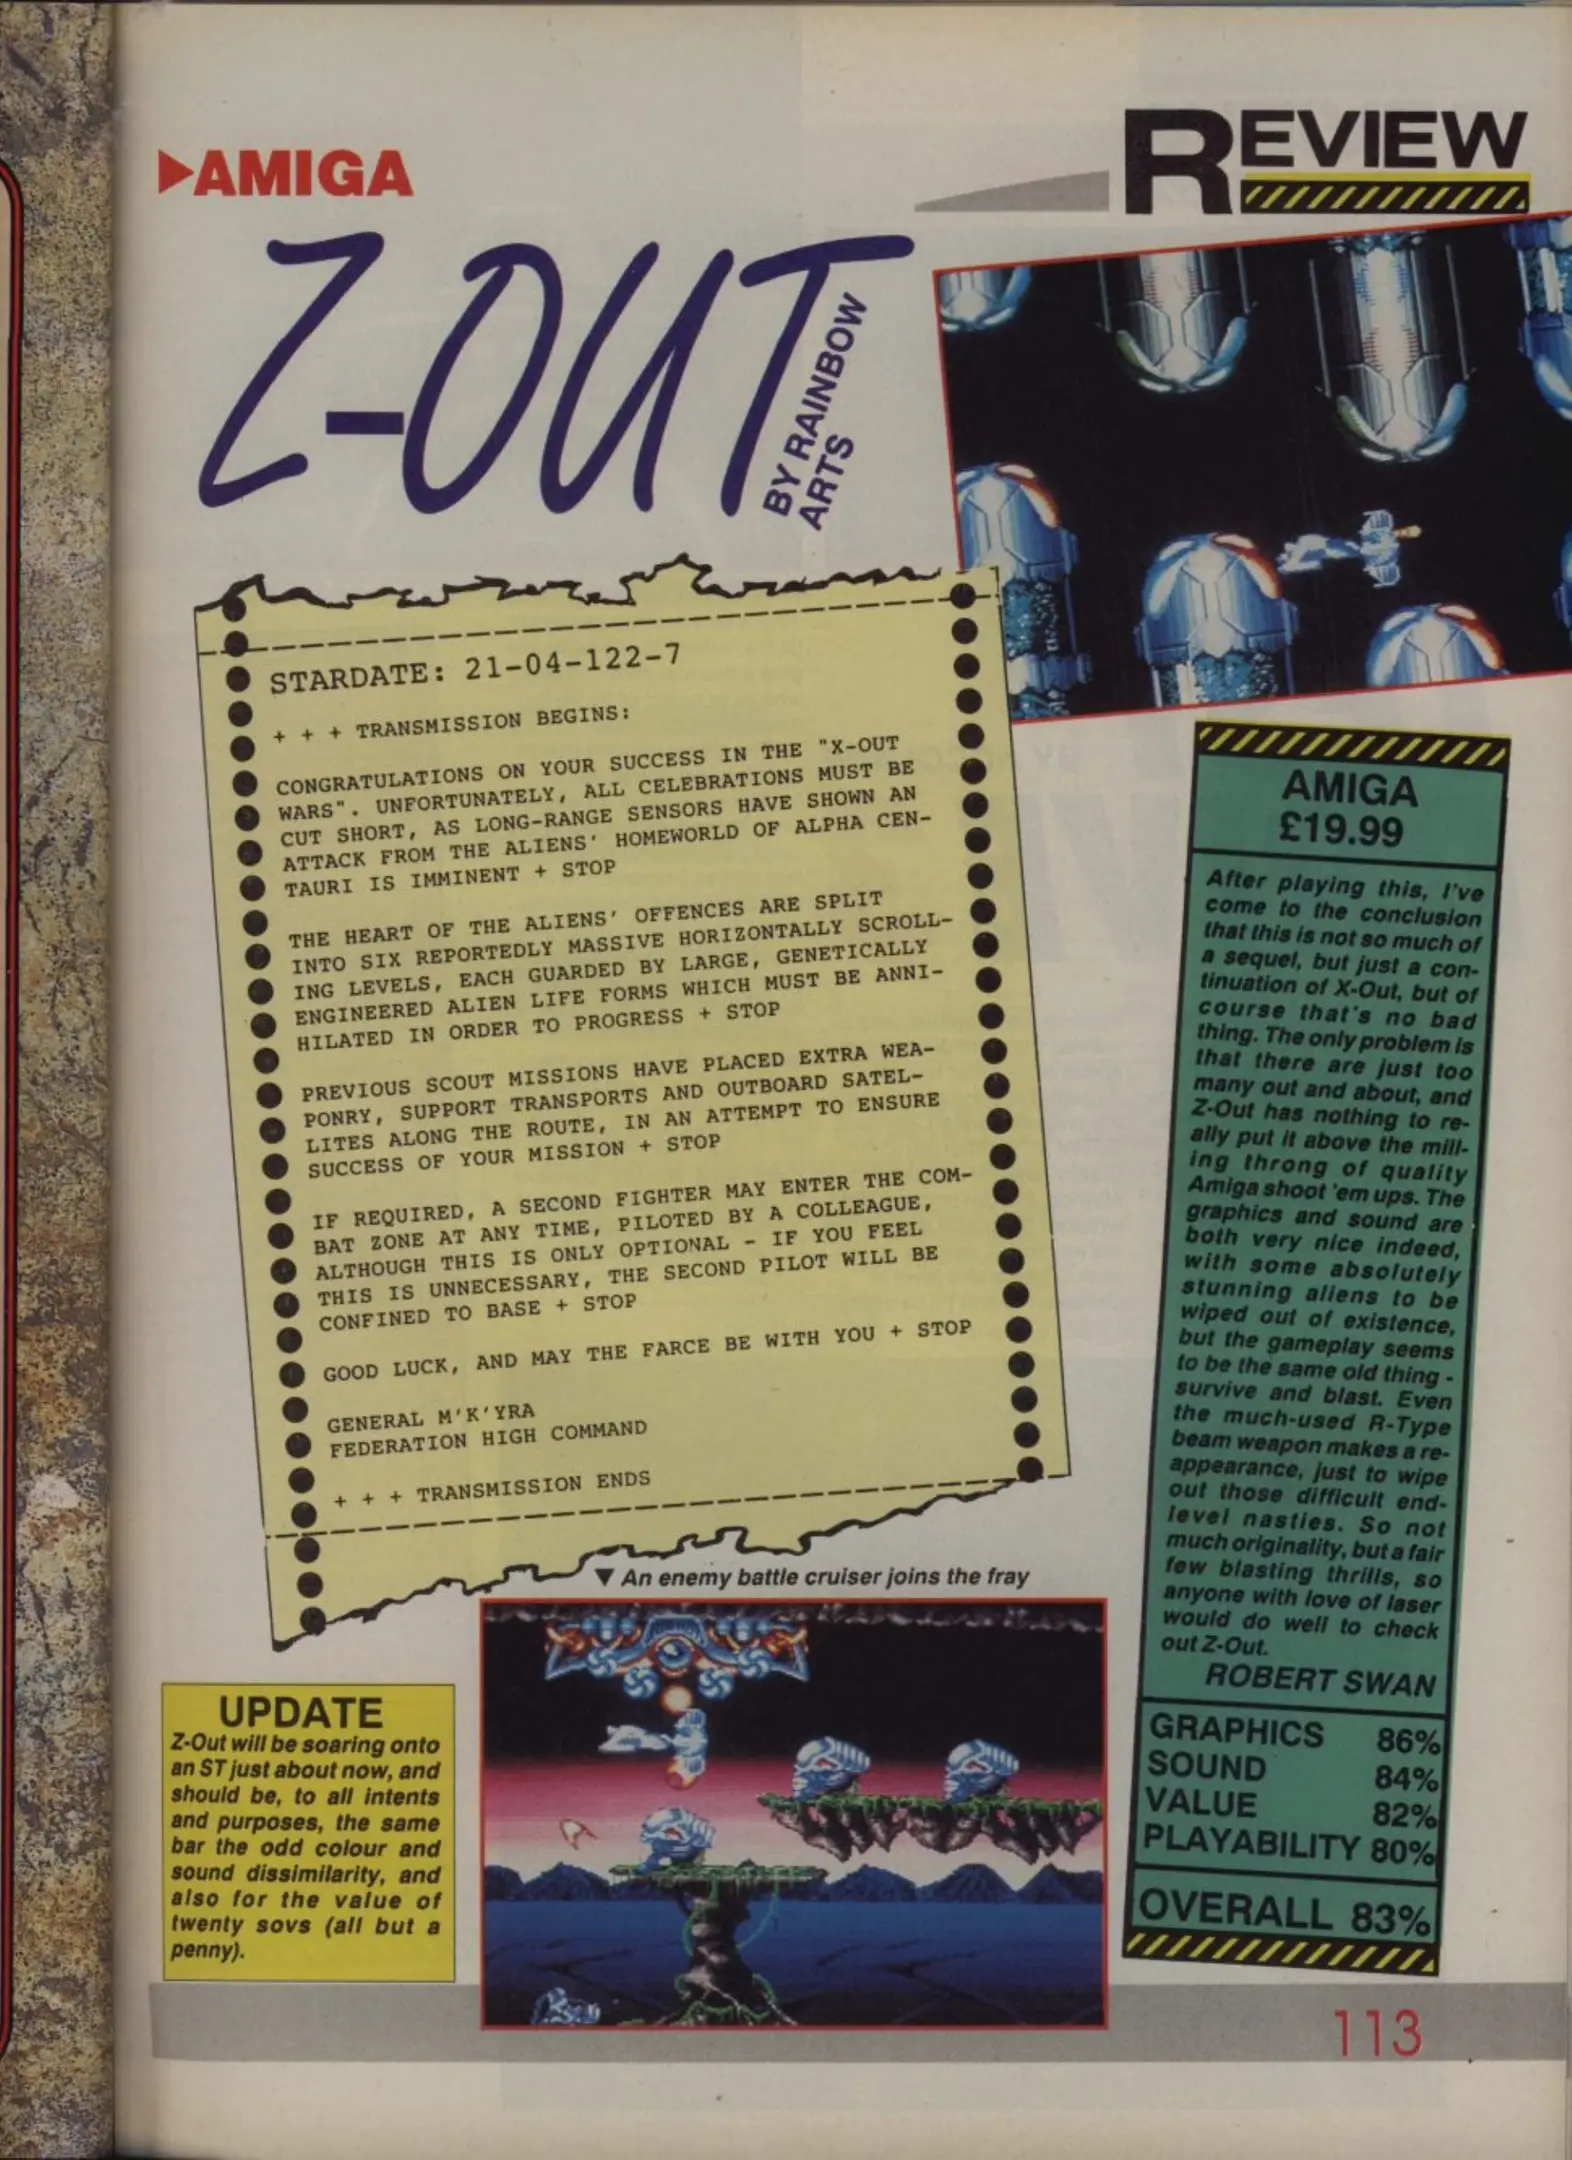 ▶AMIGA
REVIEW
Z-OUT
BY RAINBOW
ARTS
STARDATE: 21-04-122-7
+ + + TRANSMISSION BEGINS:
CONGRATULATIONS ON YOUR SUCCESS IN THE "X-OUT
WARS". UNFORTUNATELY, ALL CELEBRATIONS MUST BE
CUT SHORT, AS LONG-RANGE SENSORS HAVE SHOWN AN
ATTACK FROM THE ALIENS' HOMEWORLD OF ALPHA CEN-
TAURI IS IMMINENT + STOP
THE HEART OF THE ALIENS' OFFENCES ARE SPLIT
INTO SIX REPORTEDLY MASSIVE HORIZONTALLY SCROLL-
ING LEVELS, EACH GUARDED BY LARGE, GENETICALLY
ENGINEERED ALIEN LIFE FORMS WHICH MUST BE ANNI-
HILATED IN ORDER TO PROGRESS + STOP
PREVIOUS SCOUT MISSIONS HAVE PLACED EXTRA WEA-
PONRY, SUPPORT TRANSPORTS AND OUTBOARD SATEL-
LITES ALONG THE ROUTE, IN AN ATTEMPT TO ENSURE
SUCCESS OF YOUR MISSION + STOP
IF REQUIRED, A SECOND FIGHTER MAY ENTER THE COM-
BAT ZONE AT ANY TIME, PILOTED BY A COLLEAGUE,
ALTHOUGH THIS IS ONLY OPTIONAL - IF YOU FEEL
THIS IS UNNECESSARY, THE SECOND PILOT WILL BE
CONFINED TO BASE + STOP
GOOD LUCK, AND MAY THE FARCE BE WITH YOU + STOP
GENERAL M'K'YRA
FEDERATION HIGH COMMAND
+ + + TRANSMISSION ENDS
▼ An enemy battle cruiser joins the fray
UPDATE
Z-Out will be soaring onto
an ST just about now, and
should be, to all intents
and purposes, the same
bar the odd colour and
sound dissimilarity, and
also for the value of
twenty sovs (all but a
penny).
AMIGA
£19.99
After playing this, I've
come to the conclusion
that this is not so much of
a sequel, but just a con-
tinuation of X-Out, but of
course that's no bad
thing. The only problem is
that there are just too
many out and about, and
Z-Out has nothing to re-
ally put it above the mill-
ing throng of quality
Amiga shoot 'em ups. The
graphics and sound are
both very nice indeed,
with some absolutely
stunning aliens to be
wiped out of existence,
but the gameplay seems
to be the same old thing -
survive and blast. Even
the much-used R-Type
beam weapon makes a re-
appearance, just to wipe
out those difficult end-
level nasties. So not
much originality, but a fair
few blasting thrills, so
anyone with love of laser
would do well to check
out Z-Out.
ROBERT SWAN
GRAPHICS 86%
SOUND 84%
VALUE 82%
PLAYABILITY 80%
OVERALL 83%
113